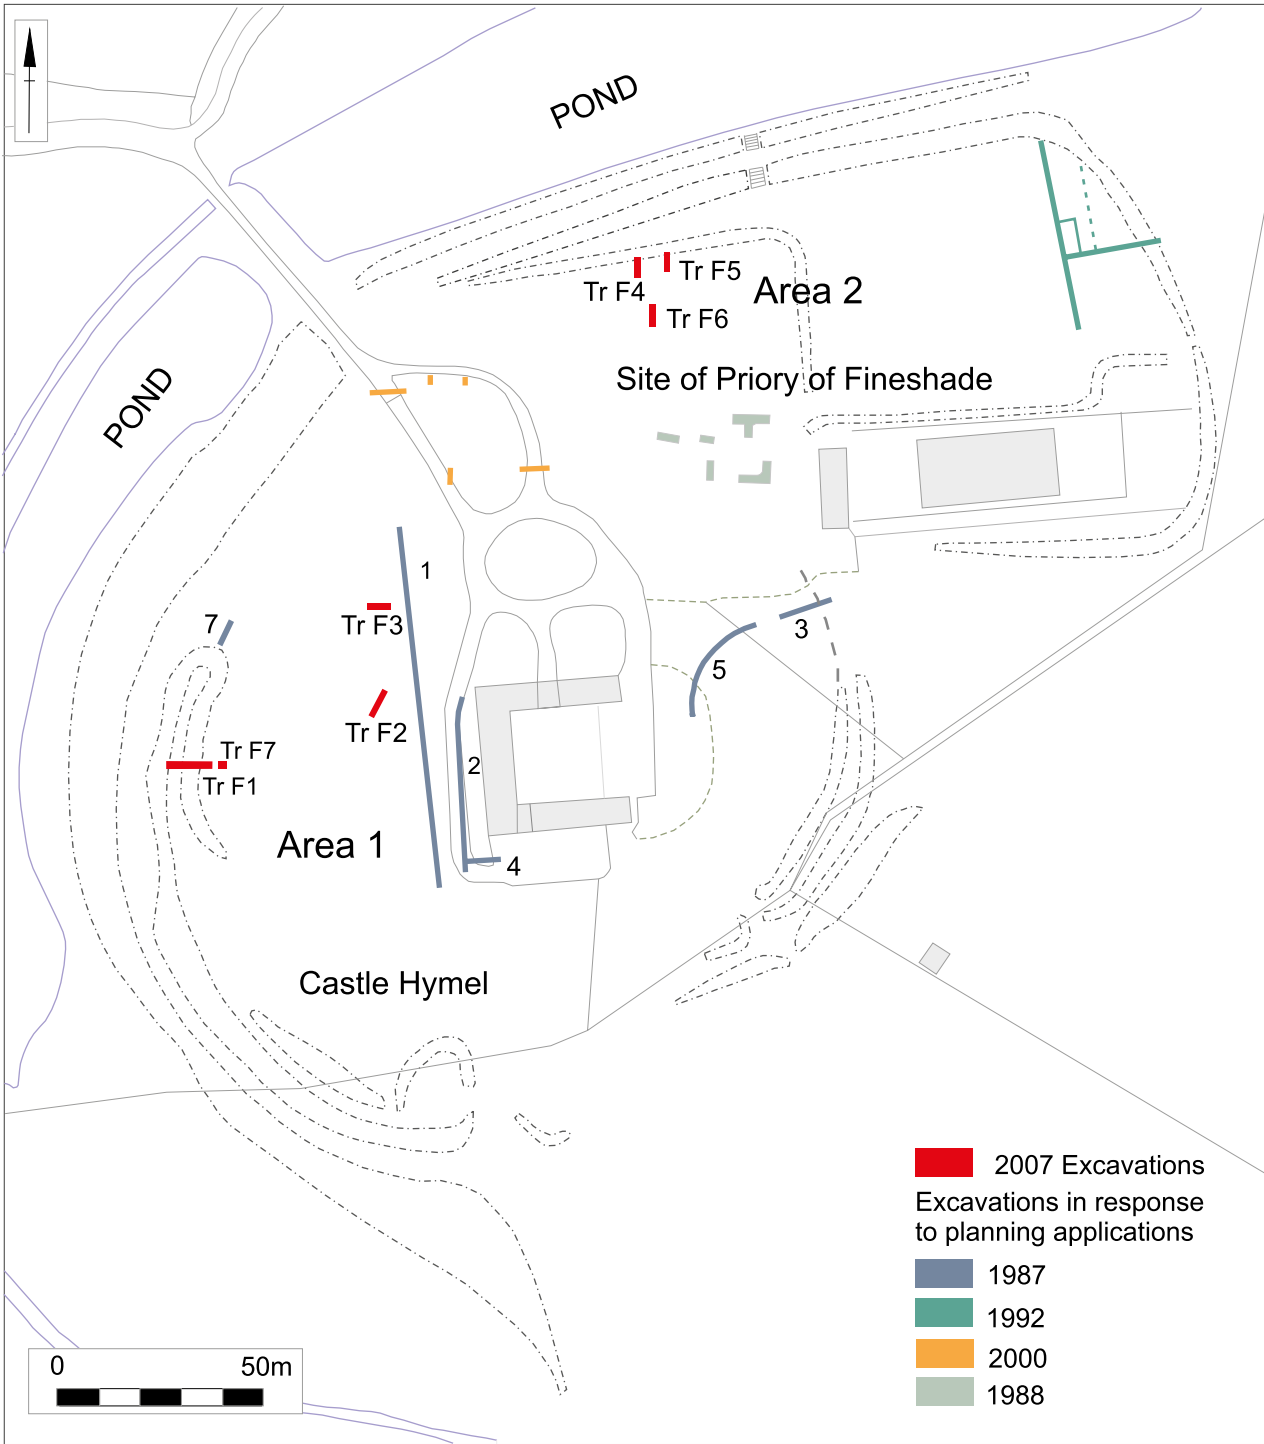 POND
Tr F5
Tr F4
Area 2
Tr F6
Site of Priory of Fineshade
POND
1
Tr F3
7
3
5
Tr F2
Tr F7
2
Tr F1
Area 1
4
Castle Hymel
2007 Excavations
Excavations in response
to planning applications
1987
1992
2000
1988
0 50m